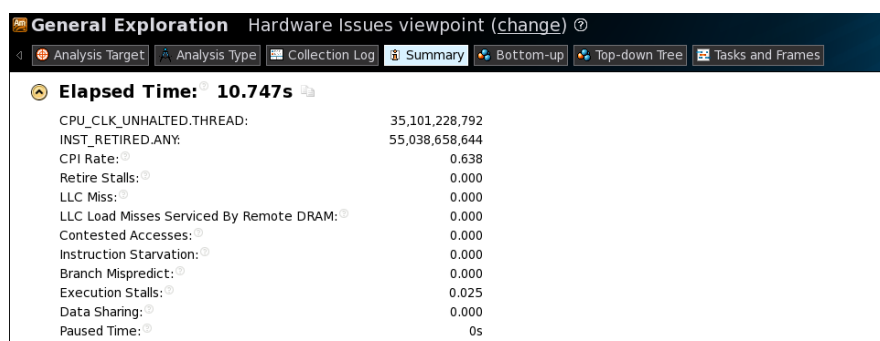 General Exploration Hardware Issues viewpoint (change)
Analysis Target Analysis Type Collection Log Summary Bottom-up Top-down Tree Tasks and Frames
Elapsed Time: 10.747s
CPU_CLK_UNHALTED.THREAD: 35,101,228,792
INST_RETIRED.ANY: 55,038,658,644
CPI Rate: 0.638
Retire Stalls: 0.000
LLC Miss: 0.000
LLC Load Misses Serviced By Remote DRAM: 0.000
Contested Accesses: 0.000
Instruction Starvation: 0.000
Branch Mispredict: 0.000
Execution Stalls: 0.025
Data Sharing: 0.000
Paused Time: 0s